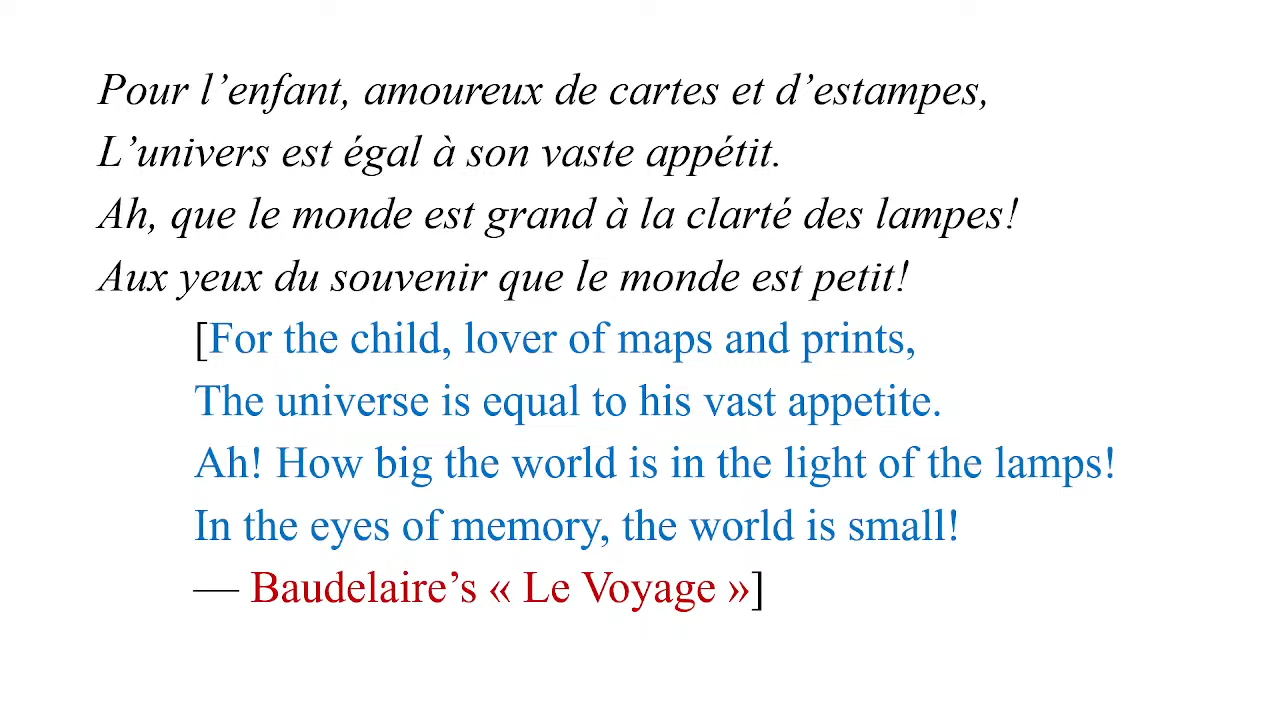 Pour l’enfant, amoureux de cartes et d’estampes,
L’univers est égal à son vaste appétit.
Ah, que le monde est grand à la clarté des lampes!
Aux yeux du souvenir que le monde est petit!
[For the child, lover of maps and prints,
The universe is equal to his vast appetite.
Ah! How big the world is in the light of the lamps!
In the eyes of memory, the world is small!
— Baudelaire’s « Le Voyage »]